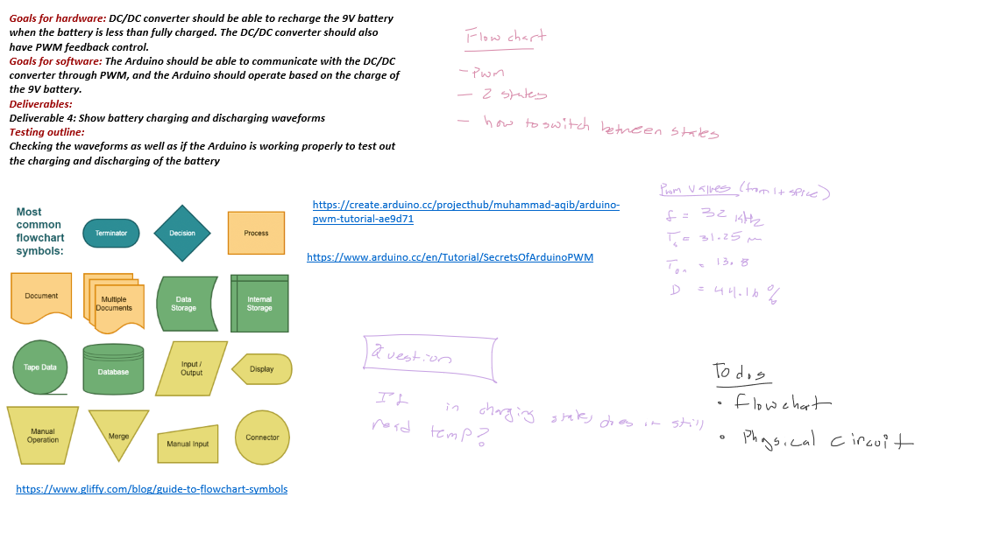 Goals for hardware: DC/DC converter should be able to recharge the 9V battery
when the battery is less than fully charged. The DC/DC converter should also
have PWM feedback control.
Goals for software: The Arduino should be able to communicate with the DC/DC
converter through PWM, and the Arduino should operate based on the charge of
the 9V battery.
Deliverables:
Deliverable 4: Show battery charging and discharging waveforms
Testing outline:
Checking the waveforms as well as if the Arduino is working properly to test out
the charging and discharging of the battery
Flow chart
- Pwm
- 2 states
- how to switch between states
Pwm values (from lt spice)
f = 32 kHz
Ts = 31.25 m
Ton = 13.8
D = 44.16 %
https://create.arduino.cc/projecthub/muhammad-aqib/arduino-
pwm-tutorial-ae9d71
https://www.arduino.cc/en/Tutorial/SecretsOfArduinoPWM
Most
common
flowchart
symbols:
Terminator
Decision
Process
Document
Multiple
Documents
Data
Storage
Internal
Storage
Tape Data
Database
Input /
Output
Display
Manual
Operation
Merge
Manual Input
Connector
https://www.gliffy.com/blog/guide-to-flowchart-symbols
Question
If in charging state, does it still
need temp?
To dos
• flowchart
• Physical circuit